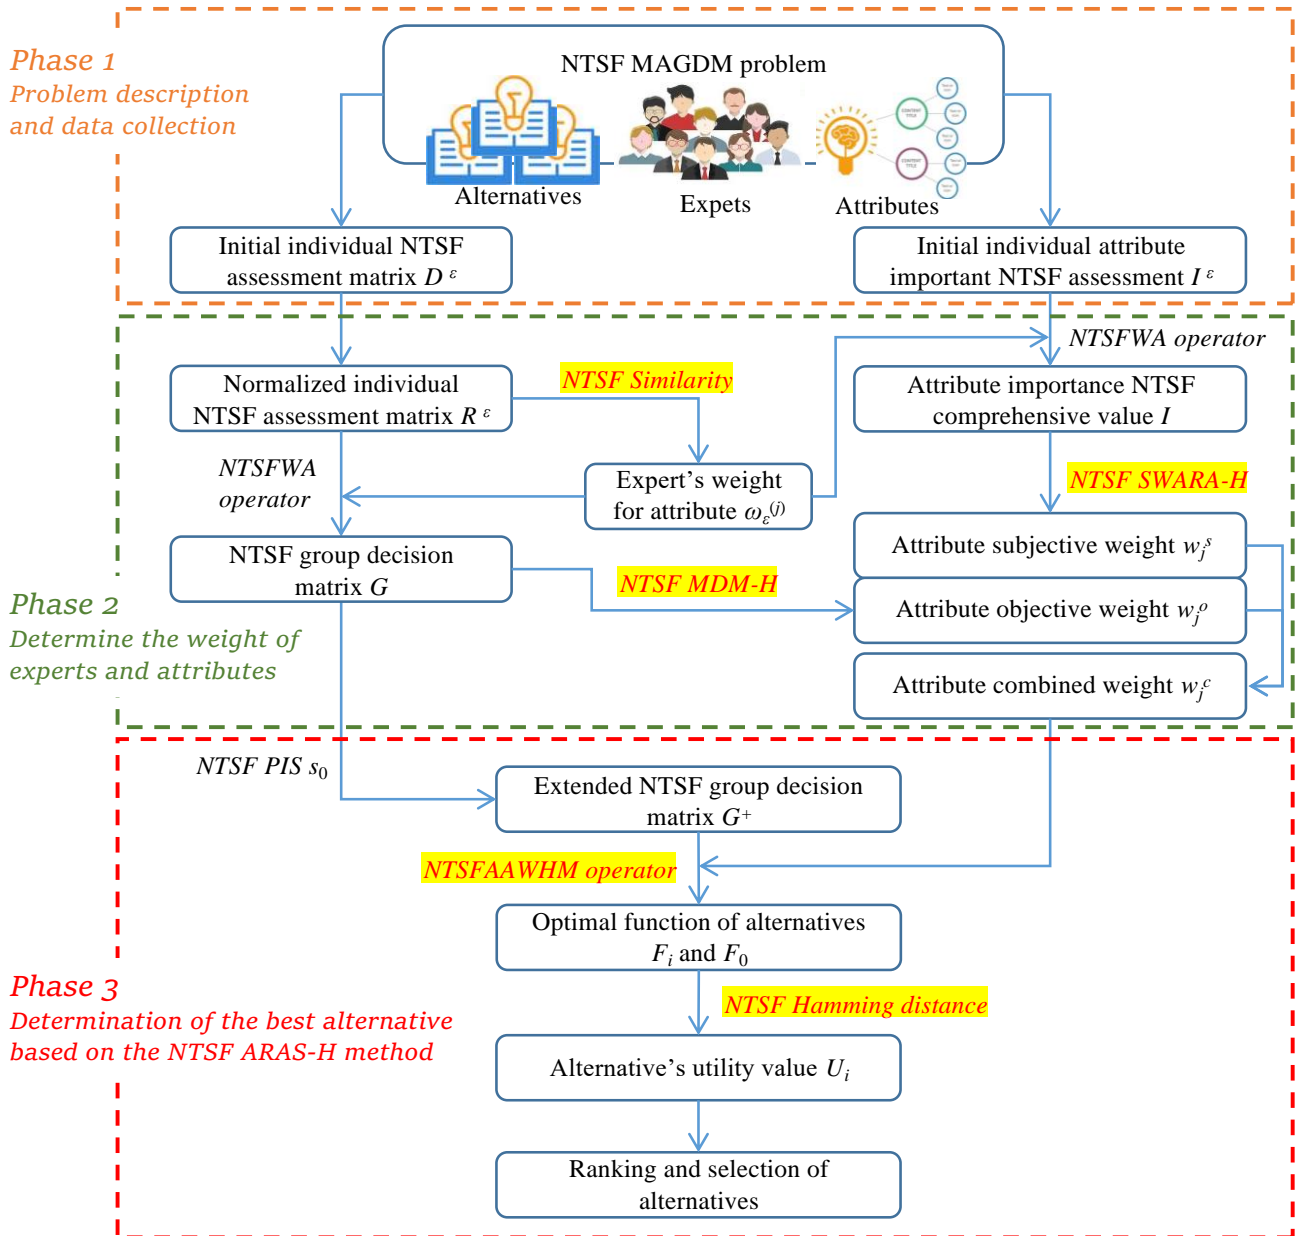 Phase 1
Problem description
and data collection
NTSF MAGDM problem
CONTENT
TITLE
CONTENT
TITLE
Alternatives
Expets
Attributes
Initial individual NTSF
assessment matrix D ε
Initial individual attribute
important NTSF assessment I ε
NTSFWA operator
Normalized individual
NTSF assessment matrix R ε
NTSF Similarity
Attribute importance NTSF
comprehensive value I
NTSFWA
operator
Expert’s weight
for attribute ωε(j)
NTSF SWARA-H
NTSF group decision
matrix G
NTSF MDM-H
Attribute subjective weight wjs
Attribute objective weight wjo
Attribute combined weight wjc
Phase 2
Determine the weight of
experts and attributes
NTSF PIS s0
Extended NTSF group decision
matrix G+
NTSFAAWHM operator
Optimal function of alternatives
Fi and F0
Phase 3
Determination of the best alternative
based on the NTSF ARAS-H method
NTSF Hamming distance
Alternative’s utility value Ui
Ranking and selection of
alternatives